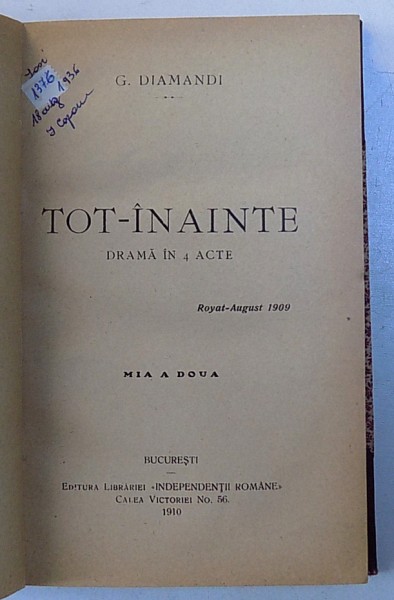 Iași
1376
18 aug 1936
G. DIAMANDI
TOT-ÎNAINTE
DRAMĂ ÎN 4 ACTE
Royat-August 1909
MIA A DOUA
BUCUREȘTI
EDITURA LIBRĂRIEI «INDEPENDENȚII ROMÂNE»
CALEA VICTORIEI No. 56.
1910